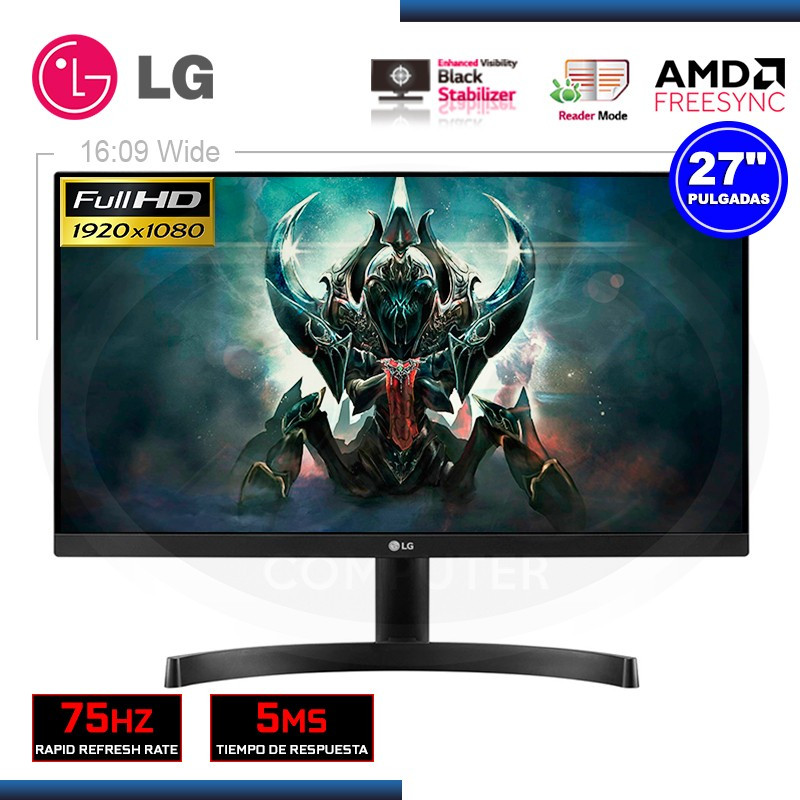 LG
Enhanced Visibility
Black
Stabilizer
Reader Mode
AMD
FREESYNC
16:09 Wide
27"
PULGADAS
Full HD
1920x1080
LG
COMPUTER
75HZ
RAPID REFRESH RATE
5MS
TIEMPO DE RESPUESTA